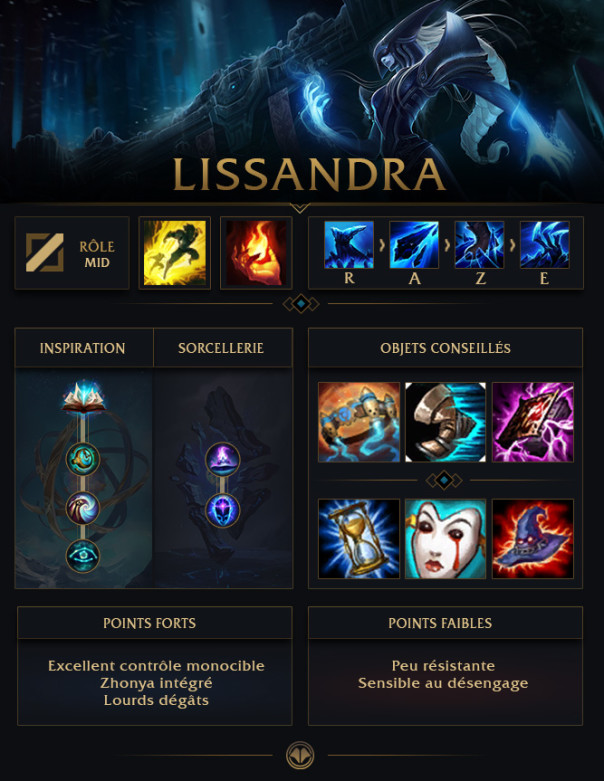 LISSANDRA
RÔLE
MID
R
A
Z
E
INSPIRATION
SORCELLERIE
OBJETS CONSEILLÉS
POINTS FORTS
Excellent contrôle monocible
Zhonya intégré
Lourds dégâts
POINTS FAIBLES
Peu résistante
Sensible au désengage